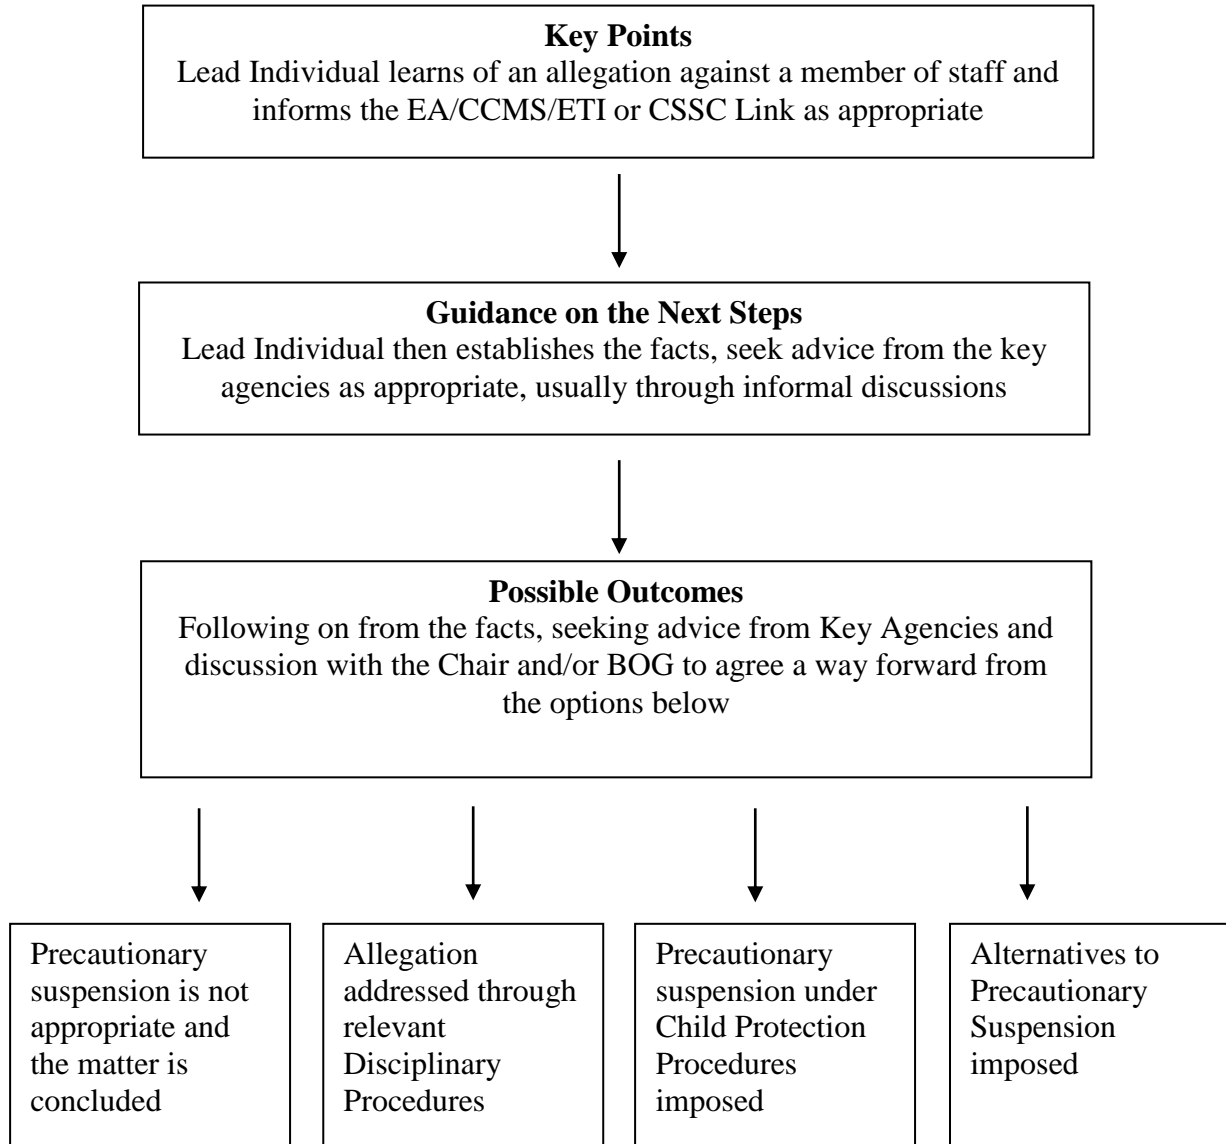 Key Points
Lead Individual learns of an allegation against a member of staff and
informs the EA/CCMS/ETI or CSSC Link as appropriate
Guidance on the Next Steps
Lead Individual then establishes the facts, seek advice from the key
agencies as appropriate, usually through informal discussions
Possible Outcomes
Following on from the facts, seeking advice from Key Agencies and
discussion with the Chair and/or BOG to agree a way forward from
the options below
Precautionary
suspension is not
appropriate and
the matter is
concluded
Allegation
addressed through
relevant
Disciplinary
Procedures
Precautionary
suspension under
Child Protection
Procedures
imposed
Alternatives to
Precautionary
Suspension
imposed